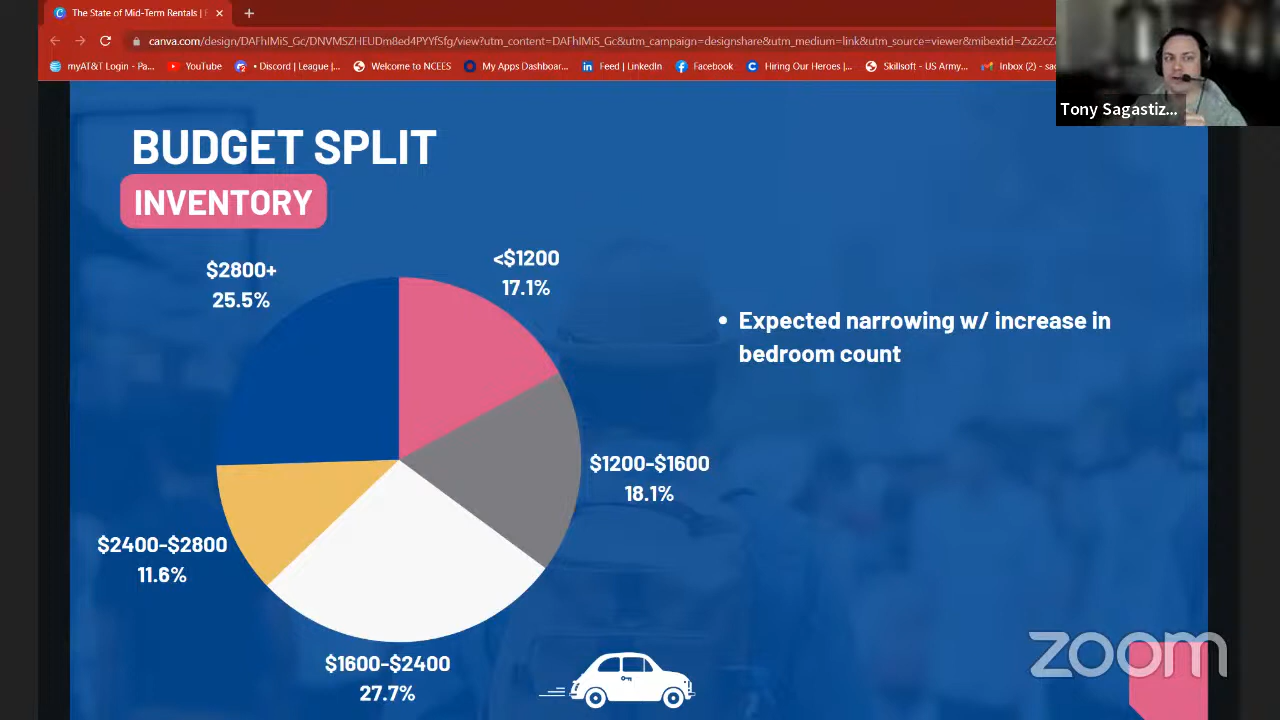 The State of Mid-Term Rentals |
canva.com/design/DAFhIMiS_Gc/DNVMSZHEUDm8ed4PYYfSfg/view?utm_content=DAFhIMiS_Gc&utm_campaign=designshare&utm_medium=link&utm_source=viewer&mibextid=Zxz2cZ
myAT&T Login - Pa... YouTube • Discord | League |... Welcome to NCEES My Apps Dashboar... Feed | LinkedIn Facebook Hiring Our Heroes |... Skillsoft - US Army... Inbox (2) - sa
Tony Sagastiz...
BUDGET SPLIT
INVENTORY
<$1200
17.1%
$2800+
25.5%
• Expected narrowing w/ increase in
bedroom count
$1200-$1600
18.1%
$2400-$2800
11.6%
$1600-$2400
27.7%
zoom